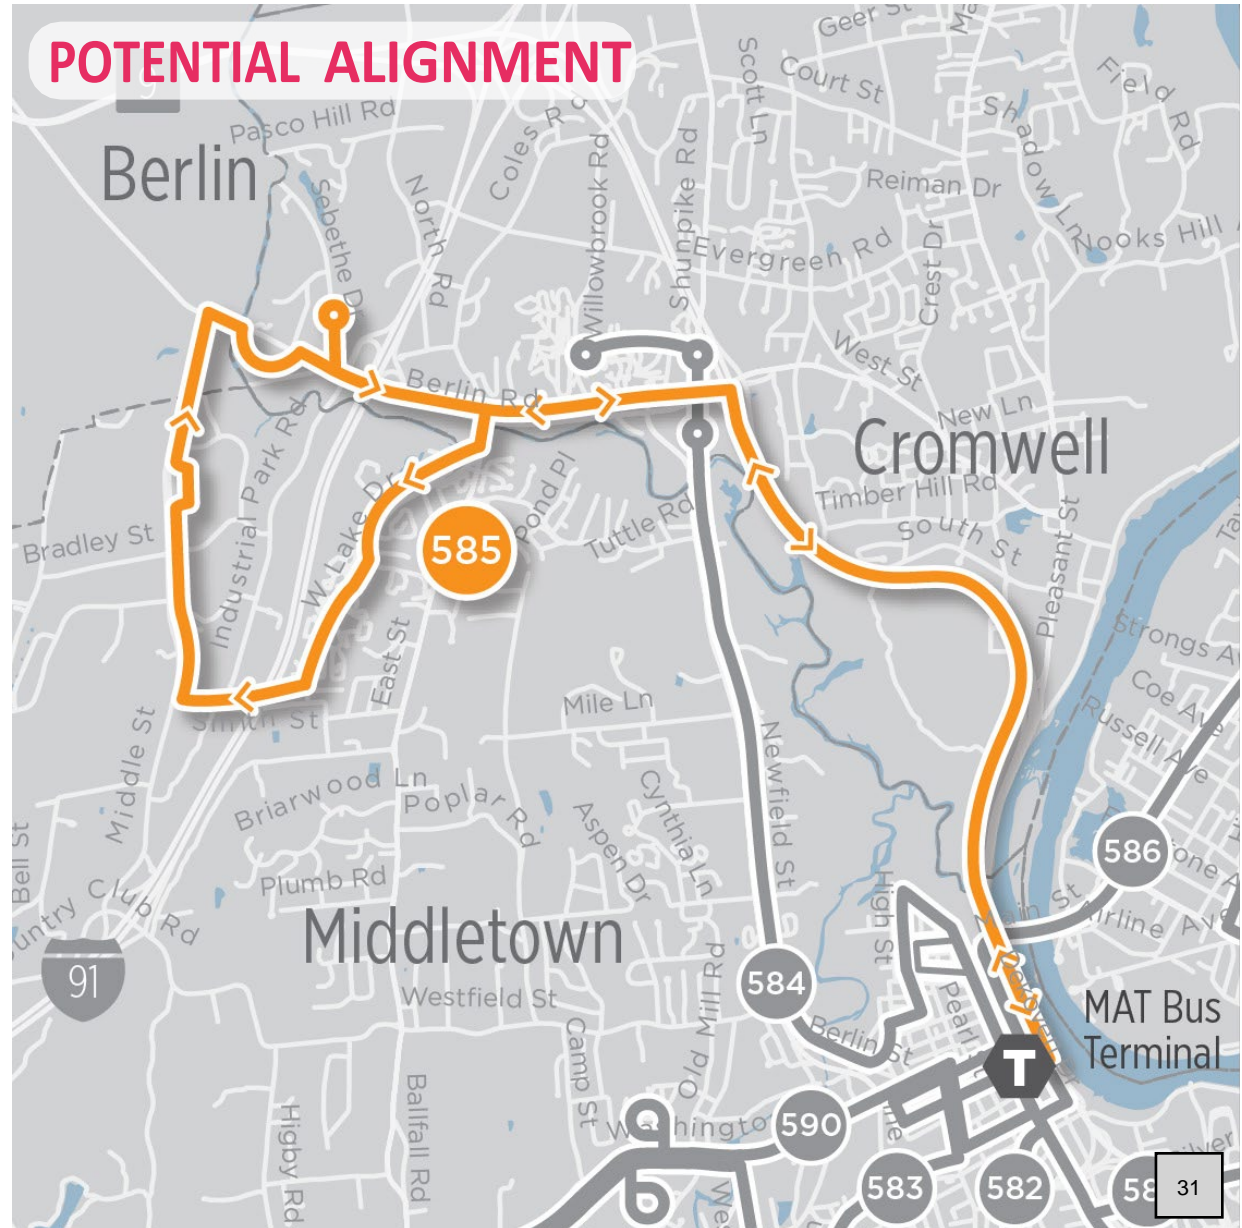 POTENTIAL ALIGNMENT
9
Geer St
Scott Ln
Court St
Field Rd
Shadow Ln
Pasco Hill Rd
Berlin
Sebethe Dr
North Rd
Coles
Willowbrook Rd
Shunpike Rd
Reiman Dr
Evergreen Rd
Crest Dr
Nooks Hill
West St
New Ln
Berlin Rd
Cromwell
Timber Hill Rd
South St
Pleasant St
Bradley St
Industrial Park Rd
W Lake Dr
585
Pond Pl
Tuttle Rd
East St
Strongs Av
Coe Ave
Russell Ave
Smith St
Mile Ln
Middle St
Newfield St
Briarwood Ln
Poplar Rd
Aspen Dr
Cynthia Ln
586
Bell St
Plumb Rd
Club Rd
High St
Main St
Airline Ave
Middletown
91
Westfield St
584
Old Mill Rd
Pearl St
MAT Bus
Terminal
Berlin St
Camp St
T
Ballfall Rd
Higby Rd
590
583
582
31